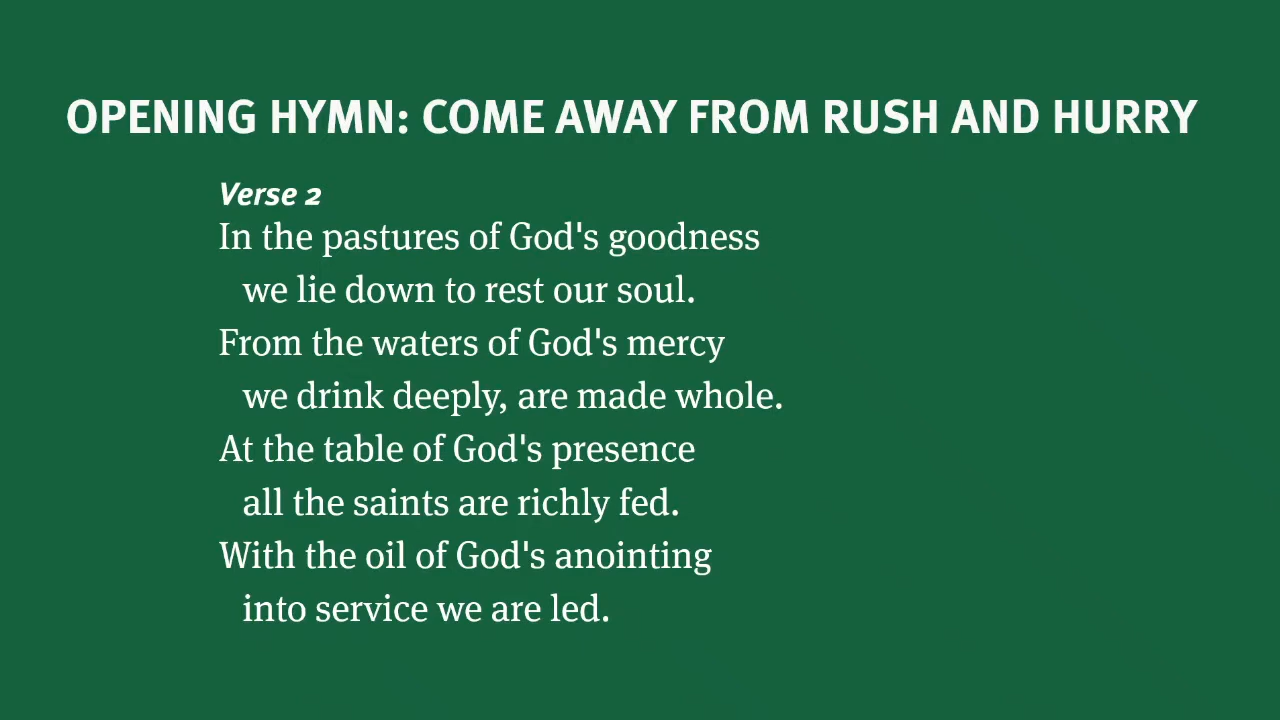 OPENING HYMN: COME AWAY FROM RUSH AND HURRY
Verse 2
In the pastures of God's goodness
we lie down to rest our soul.
From the waters of God's mercy
we drink deeply, are made whole.
At the table of God's presence
all the saints are richly fed.
With the oil of God's anointing
into service we are led.